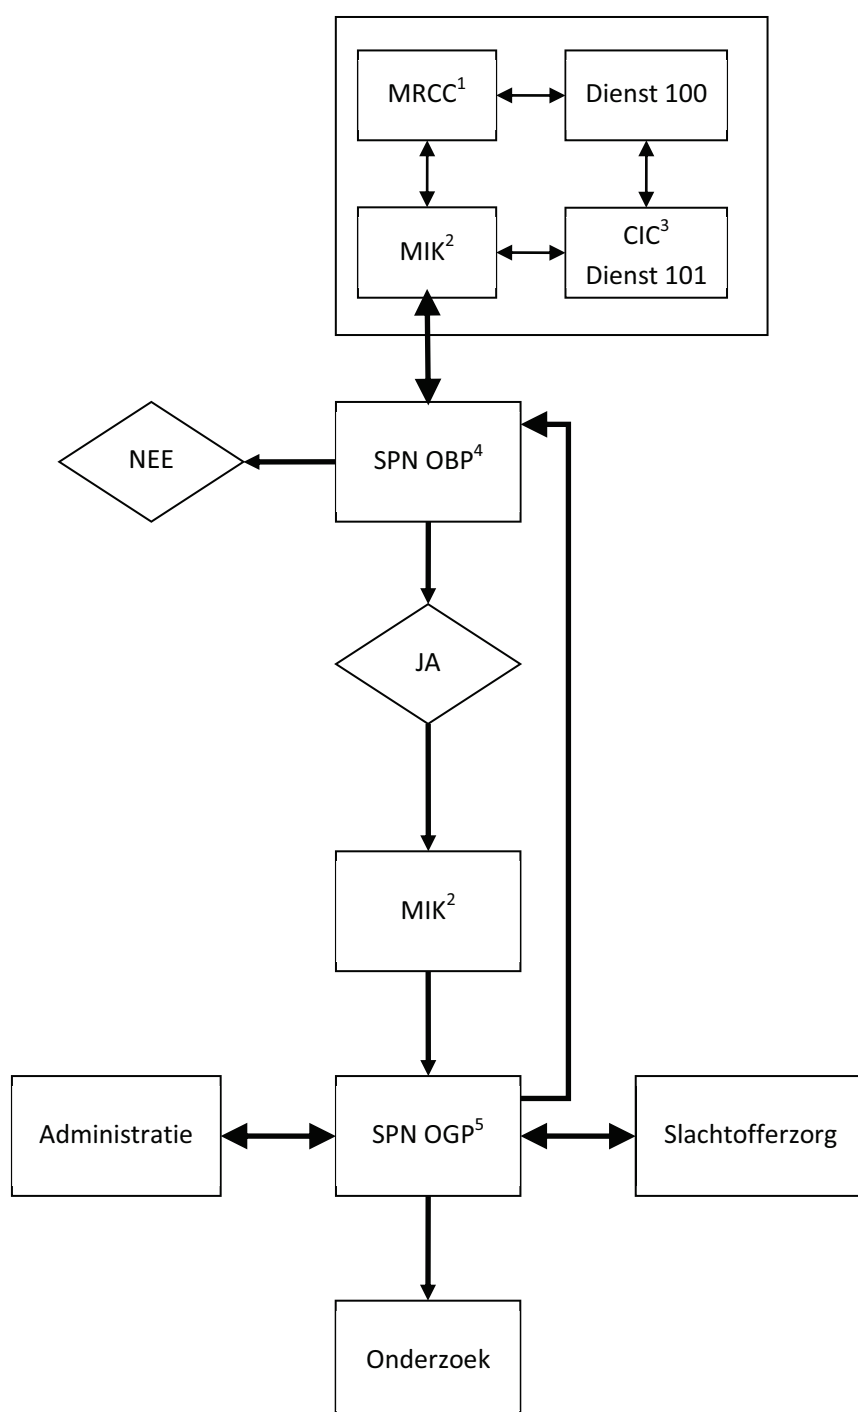 MRCC¹
Dienst 100
MIK²
CIC³
Dienst 101
NEE
SPN OBP⁴
JA
MIK²
Administratie
SPN OGP⁵
Slachtofferzorg
Onderzoek